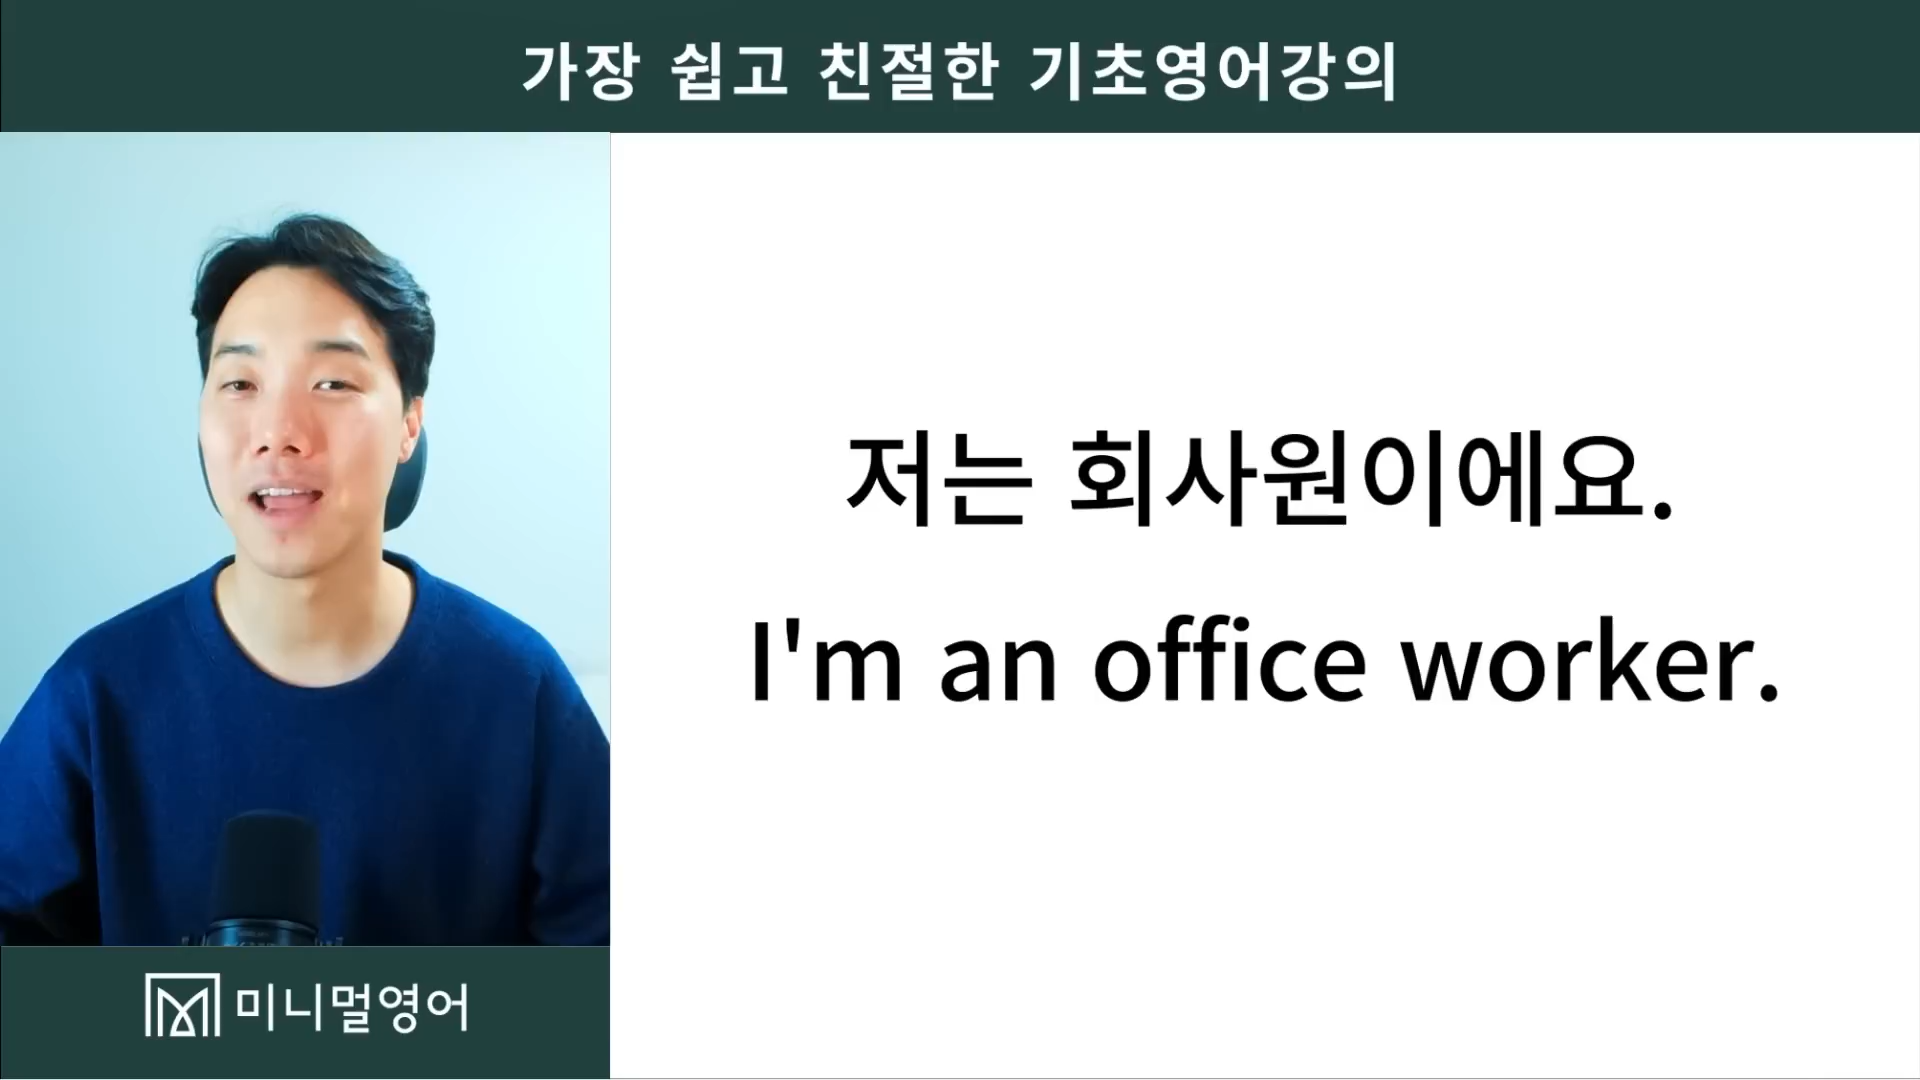 가장 쉽고 친절한 기초영어강의
저는 회사원이에요.
I'm an office worker.
미니멀영어